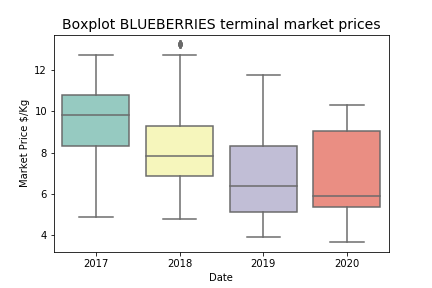 Boxplot BLUEBERRIES terminal market prices
Market Price $/Kg
12
10
8
6
4
2017 2018 2019 2020
Date